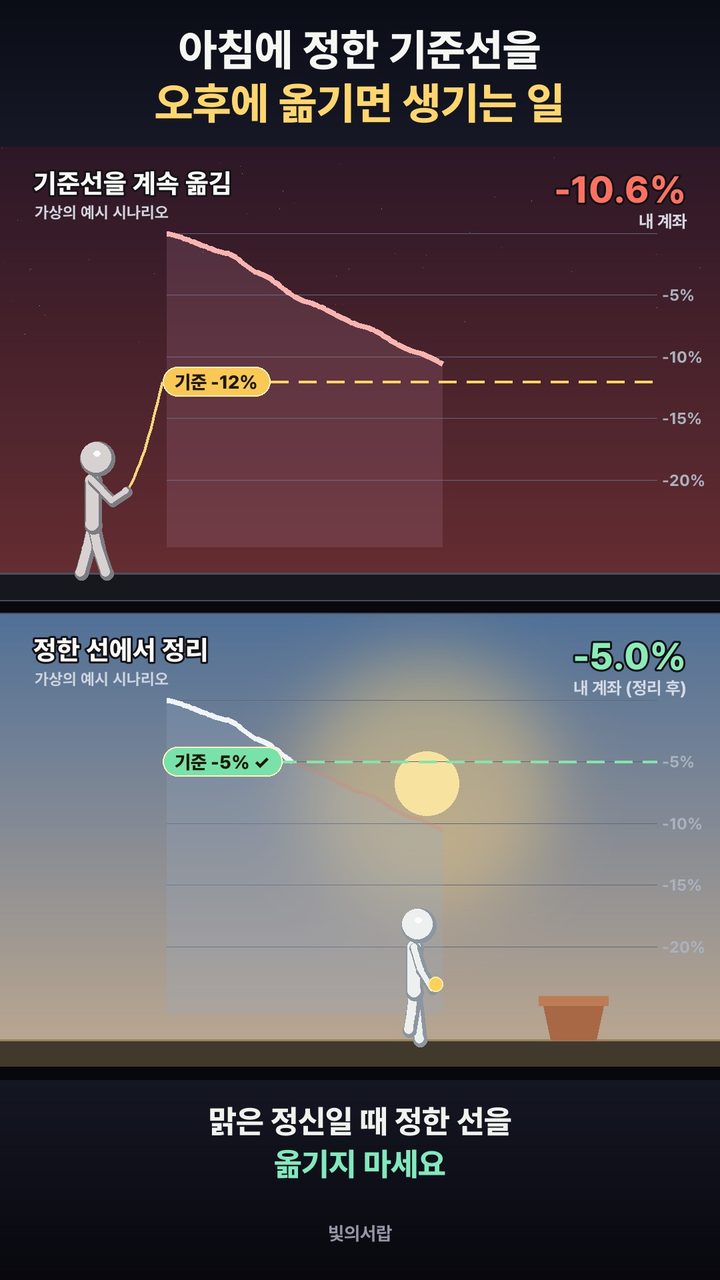 아침에 정한 기준선을
오후에 옮기면 생기는 일
기준선을 계속 옮김
가상의 예시 시나리오
-10.6%
내 계좌
-5%
-10%
기준 -12%
-15%
-20%
정한 선에서 정리
가상의 예시 시나리오
-5.0%
내 계좌 (정리 후)
기준 -5% ✓
-5%
-10%
-15%
-20%
맑은 정신일 때 정한 선을
옮기지 마세요
빛의서랍